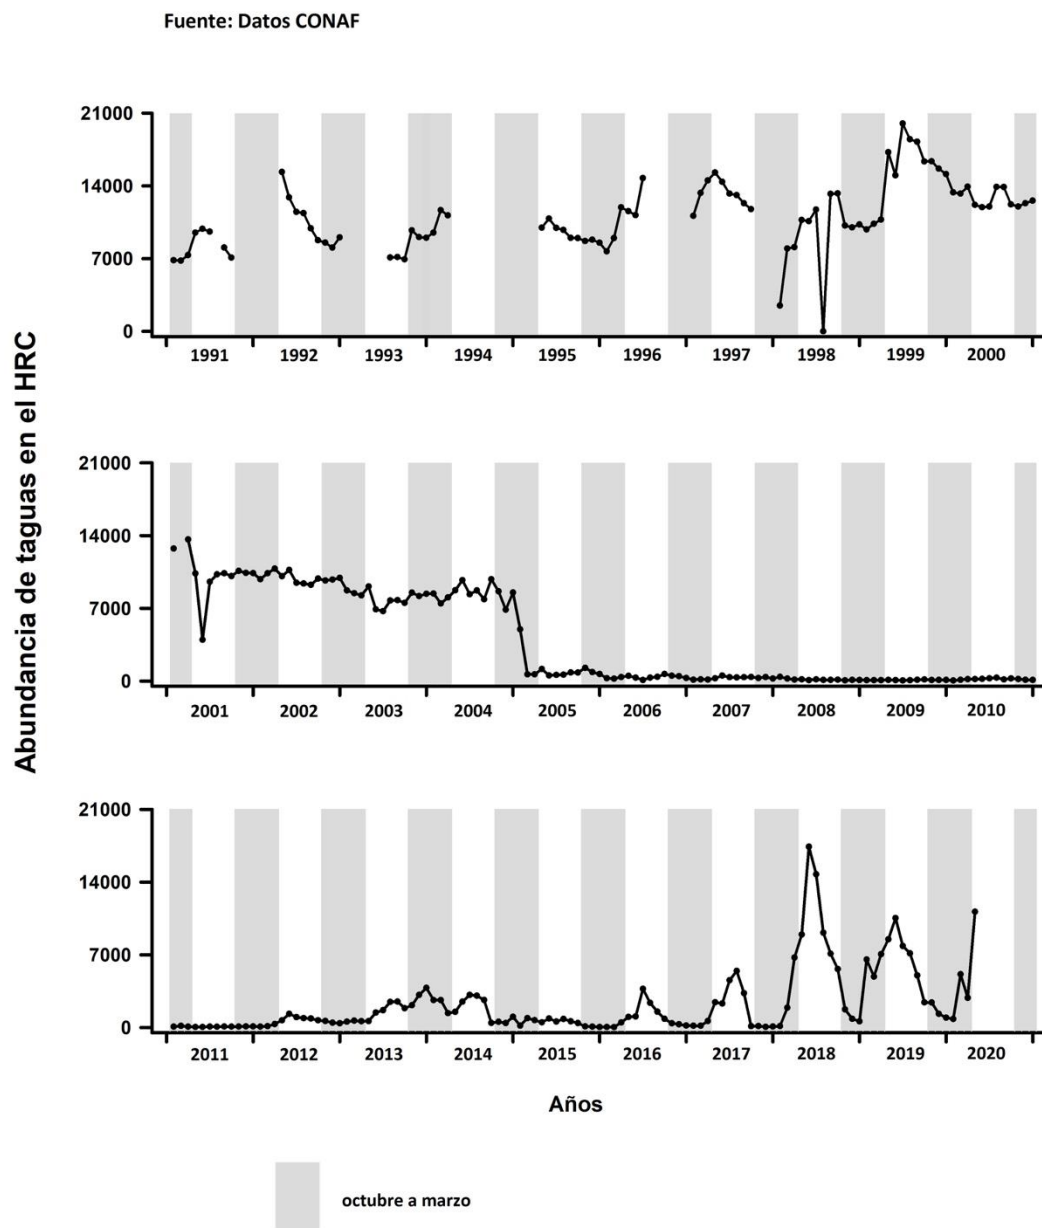 Fuente: Datos CONAF
Abundancia de taguas en el HRC
21000
14000
7000
0
1991 1992 1993 1994 1995 1996 1997 1998 1999 2000
21000
14000
7000
0
2001 2002 2003 2004 2005 2006 2007 2008 2009 2010
21000
14000
7000
0
2011 2012 2013 2014 2015 2016 2017 2018 2019 2020
Años
octubre a marzo